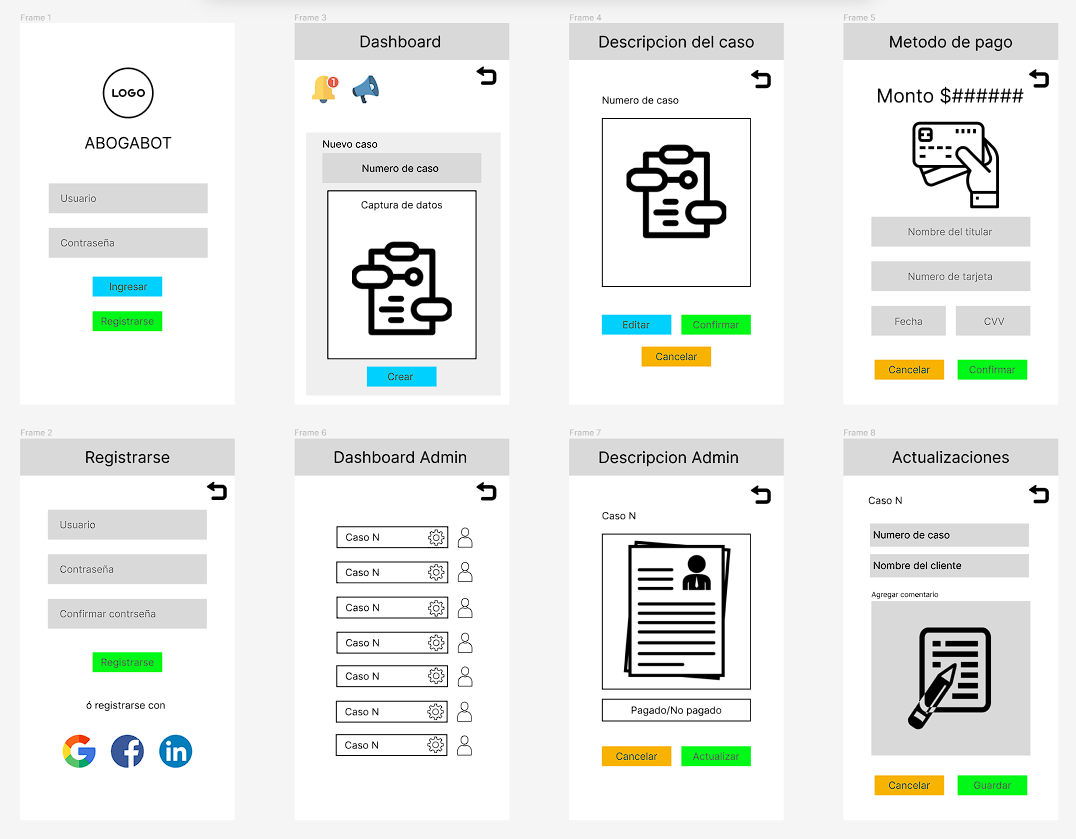 Frame 1
LOGO
ABOGABOT
Usuario
Contraseña
Ingresar
Registrarse
Frame 3
Dashboard
1
Nuevo caso
Numero de caso
Captura de datos
Crear
Frame 4
Descripcion del caso
Numero de caso
Editar
Confirmar
Cancelar
Frame 5
Metodo de pago
Monto $######
Nombre del titular
Numero de tarjeta
Fecha
CVV
Cancelar
Confirmar
Frame 2
Registrarse
Usuario
Contraseña
Confirmar contrseña
Registrarse
ó registrarse con
G
f
in
Frame 6
Dashboard Admin
Caso N
Caso N
Caso N
Caso N
Caso N
Caso N
Caso N
Frame 7
Descripcion Admin
Caso N
Pagado/No pagado
Cancelar
Actualizar
Frame 8
Actualizaciones
Caso N
Numero de caso
Nombre del cliente
Agregar comentario
Cancelar
Guardar